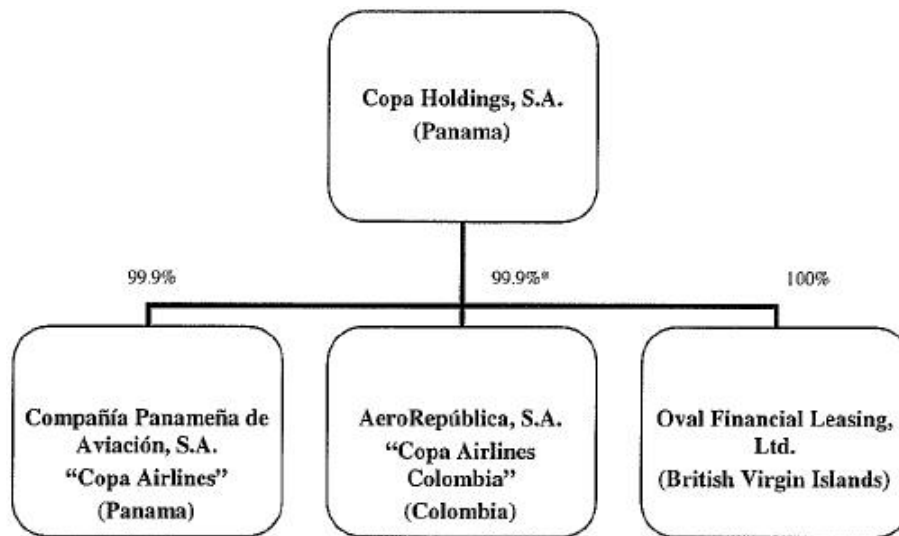 Copa Holdings, S.A.
(Panama)
99.9%
99.9%*
100%
Compañía Panameña de
Aviación, S.A.
“Copa Airlines”
(Panama)
AeroRepública, S.A.
“Copa Airlines
Colombia”
(Colombia)
Oval Financial Leasing,
Ltd.
(British Virgin Islands)